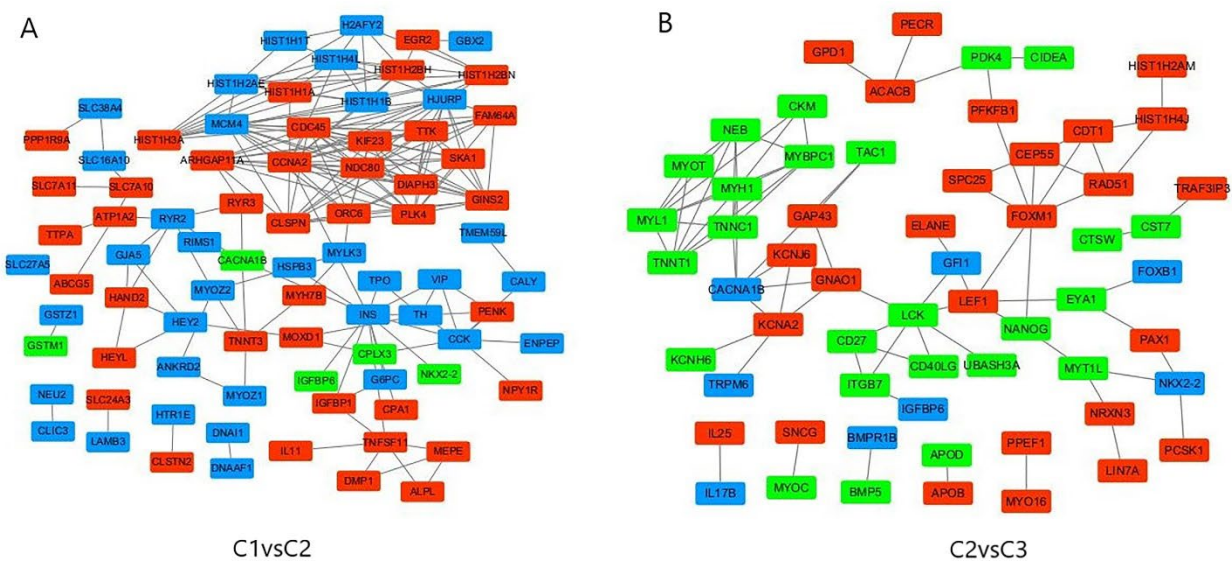 A
H2AFY2
HIST1H1T
EGR2
GBX2
HIST1H4L
HIST1H2BH
HIST1H2BN
HIST1H2AE
HIST1H1A
HIST1H1B
HJURP
SLC38A4
FAM64A
MCM4
CDC45
TTK
PPP1R9A
HIST1H3A
KIF23
SLC16A10
ARHGAP11A
CCNA2
NDC80
SKA1
SLC7A11
SLC7A10
DIAPH3
GINS2
RYR3
ORC6
PLK4
ATP1A2
RYR2
CLSPN
TTPA
RIMS1
TMEM59L
GJA5
CACNA1B
MYLK3
SLC27A5
HSPB3
TPO
VIP
CALY
ABCG5
MYOZ2
MYH7B
HAND2
PENK
GSTZ1
HEY2
INS
TH
GSTM1
MOXD1
CCK
ENPEP
HEYL
TNNT3
CPLX3
NKX2-2
ANKRD2
IGFBP6
G6PC
NPY1R
NEU2
SLC24A3
MYOZ1
IGFBP1
CPA1
HTR1E
CLIC3
LAMB3
DNAI1
IL11
TNFSF11
MEPE
CLSTN2
DNAAF1
DMP1
ALPL
C1vsC2
B
PECR
GPD1
PDK4
CIDEA
HIST1H2AM
ACACB
CKM
PFKFB1
HIST1H4J
NEB
CDT1
MYBPC1
TAC1
CEP55
MYOT
SPC25
RAD51
MYH1
TRAF3IP3
MYL1
TNNC1
GAP43
FOXM1
ELANE
CST7
TNNT1
CTSW
KCNJ6
GFI1
FOXB1
CACNA1B
GNAO1
LEF1
EYA1
KCNA2
LCK
NANOG
CD27
PAX1
KCNH6
CD40LG
UBASH3A
MYT1L
TRPM6
ITGB7
NKX2-2
IGFBP6
NRXN3
IL25
SNCG
BMPR1B
PPEF1
PCSK1
APOD
LIN7A
IL17B
MYOC
BMP5
APOB
MYO16
C2vsC3